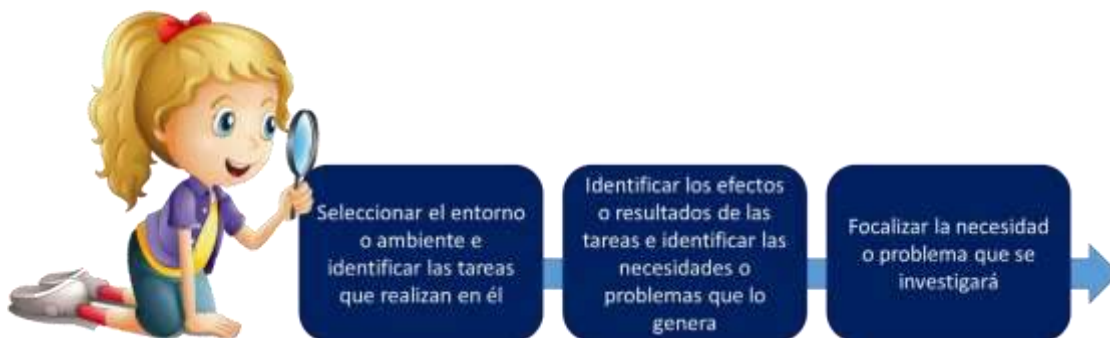 Seleccionar el entorno
o ambiente e
identificar las tareas
que realizan en él
Identificar los efectos
o resultados de las
tareas e identificar las
necesidades o
problemas que lo
genera
Focalizar la necesidad
o problema que se
investigará